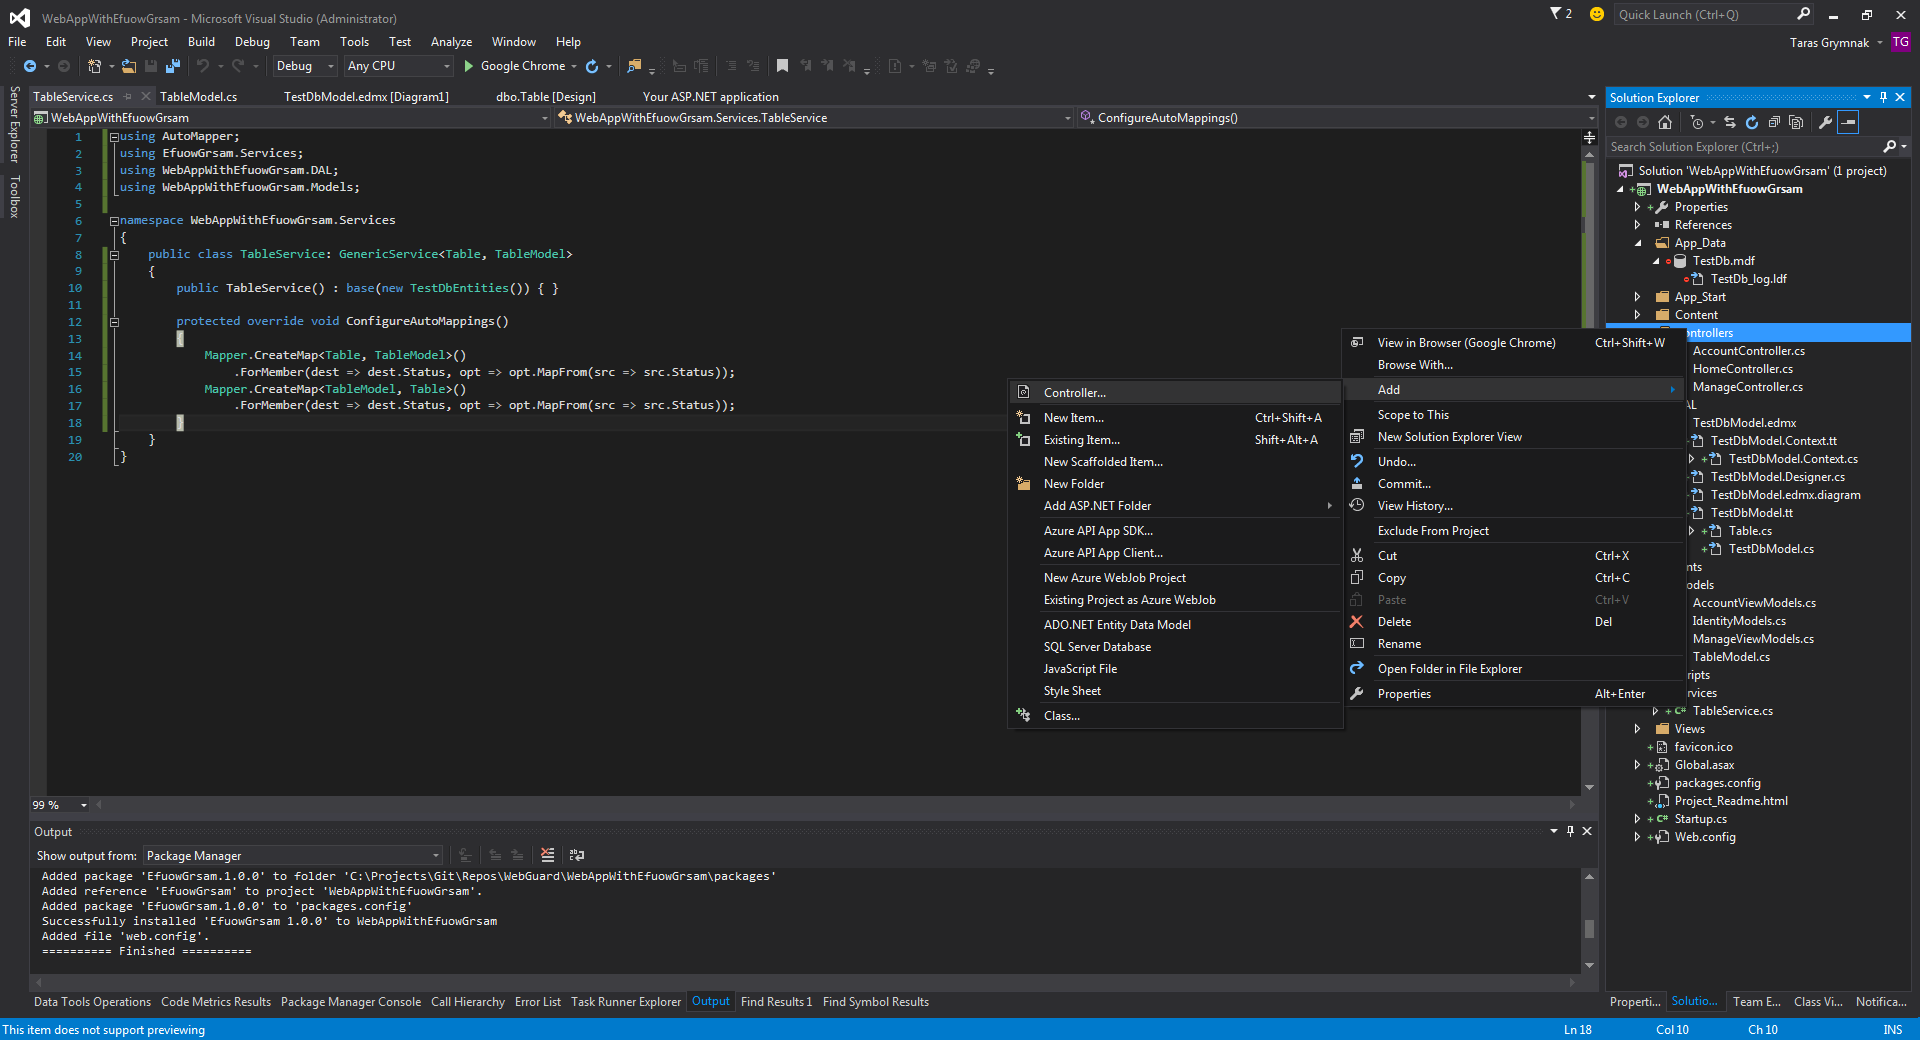 WebAppWithEfuowGrsam - Microsoft Visual Studio (Administrator)
2
Quick Launch (Ctrl+Q)
File Edit View Project Build Debug Team Tools Test Analyze Window Help
Taras Grymnak TG
Debug Any CPU Google Chrome
Server Explorer
Toolbox
TableService.cs TableModel.cs TestDbModel.edmx [Diagram1] dbo.Table [Design] Your ASP.NET application
WebAppWithEfuowGrsam WebAppWithEfuowGrsam.Services.TableService ConfigureAutoMappings()
1 using AutoMapper;
2 using EfuowGrsam.Services;
3 using WebAppWithEfuowGrsam.DAL;
4 using WebAppWithEfuowGrsam.Models;
5
6 namespace WebAppWithEfuowGrsam.Services
7 {
8 public class TableService: GenericService<Table, TableModel>
9 {
10 public TableService() : base(new TestDbEntities()) { }
11
12 protected override void ConfigureAutoMappings()
13 {
14 Mapper.CreateMap<Table, TableModel>()
15 .ForMember(dest => dest.Status, opt => opt.MapFrom(src => src.Status));
16 Mapper.CreateMap<TableModel, Table>()
17 .ForMember(dest => dest.Status, opt => opt.MapFrom(src => src.Status));
18 }
19 }
20 }
99 %
Controller...
New Item... Ctrl+Shift+A
Existing Item... Shift+Alt+A
New Scaffolded Item...
New Folder
Add ASP.NET Folder
Azure API App SDK...
Azure API App Client...
New Azure WebJob Project
Existing Project as Azure WebJob
ADO.NET Entity Data Model
SQL Server Database
JavaScript File
Style Sheet
Class...
View in Browser (Google Chrome) Ctrl+Shift+W
Browse With...
Add
Scope to This
New Solution Explorer View
Undo...
Commit...
View History...
Exclude From Project
Cut Ctrl+X
Copy Ctrl+C
Paste Ctrl+V
Delete Del
Rename
Open Folder in File Explorer
Properties Alt+Enter
Solution Explorer
Search Solution Explorer (Ctrl+;)
Solution 'WebAppWithEfuowGrsam' (1 project)
WebAppWithEfuowGrsam
Properties
References
App_Data
TestDb.mdf
TestDb_log.ldf
App_Start
Content
ntrollers
AccountController.cs
HomeController.cs
ManageController.cs
AL
TestDbModel.edmx
TestDbModel.Context.tt
TestDbModel.Context.cs
TestDbModel.Designer.cs
TestDbModel.edmx.diagram
TestDbModel.tt
Table.cs
TestDbModel.cs
nts
odels
AccountViewModels.cs
IdentityModels.cs
ManageViewModels.cs
TableModel.cs
ripts
rvices
TableService.cs
Views
favicon.ico
Global.asax
packages.config
Project_Readme.html
Startup.cs
Web.config
Output
Show output from: Package Manager
Added package 'EfuowGrsam.1.0.0' to folder 'C:\Projects\Git\Repos\WebGuard\WebAppWithEfuowGrsam\packages'
Added reference 'EfuowGrsam' to project 'WebAppWithEfuowGrsam'.
Added package 'EfuowGrsam.1.0.0' to 'packages.config'
Successfully installed 'EfuowGrsam 1.0.0' to WebAppWithEfuowGrsam
Added file 'web.config'.
========== Finished ==========
Data Tools Operations Code Metrics Results Package Manager Console Call Hierarchy Error List Task Runner Explorer Output Find Results 1 Find Symbol Results
Properti... Solutio... Team E... Class Vi... Notifica...
This item does not support previewing Ln 18 Col 10 Ch 10 INS